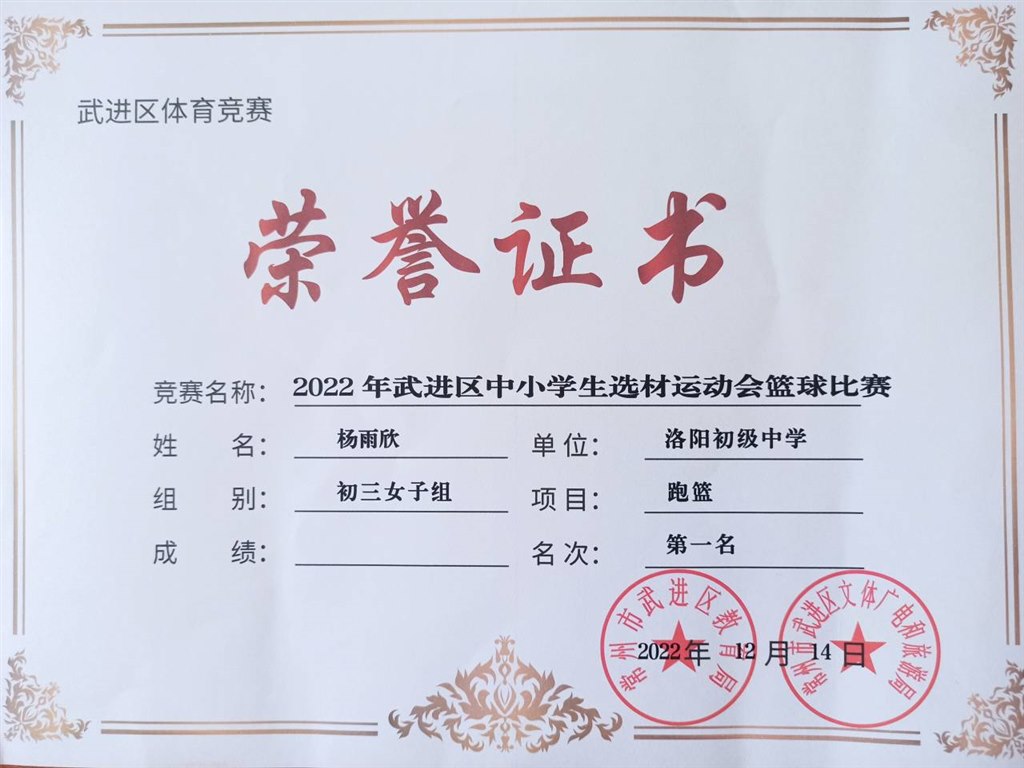 武进区体育竞赛
荣誉证书
竞赛名称：2022年武进区中小学生选材运动会篮球比赛
姓 名：杨雨欣 单位：洛阳初级中学
组 别：初三女子组 项目：跑篮
成 绩： 名次：第一名
常州市武进区教育局 常州市武进区文体广电和旅游局
2022年 12月 14日